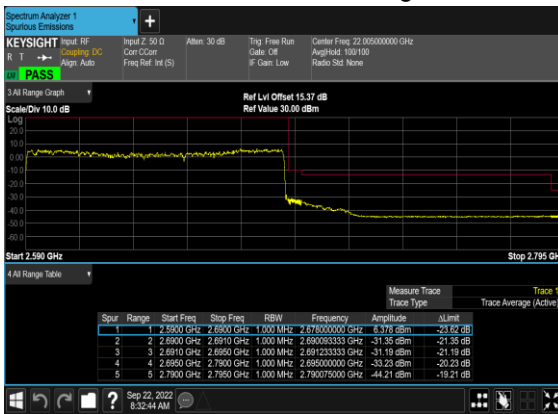 Spectrum Analyzer 1
Spurious Emissions
+
KEYSIGHT Input: RF Input Z: 50 Ω Atten: 30 dB Trig: Free Run Center Freq: 22.005000000 GHz
R T Coupling: DC Corr CCorr Gate: Off Avg|Hold: 100/100
Align: Auto Freq Ref: Int (S) IF Gain: Low Radio Std: None
PASS
3 All Range Graph
Ref Lvl Offset 15.37 dB
Scale/Div 10.0 dB Ref Value 30.00 dBm
Log
20.0
10.0
0.00
-10.0
-20.0
-30.0
-40.0
-50.0
-60.0
Start 2.590 GHz Stop 2.795 GH
4 All Range Table
Measure Trace Trace 1
Trace Type Trace Average (Active)
Spur Range Start Freq Stop Freq RBW Frequency Amplitude ΔLimit
1 1 2.5900 GHz 2.6900 GHz 1.000 MHz 2.678000000 GHz 6.378 dBm -23.62 dB
2 2 2.6900 GHz 2.6910 GHz 1.000 MHz 2.690093333 GHz -31.35 dBm -21.35 dB
3 3 2.6910 GHz 2.6950 GHz 1.000 MHz 2.691233333 GHz -31.19 dBm -21.19 dB
4 4 2.6950 GHz 2.7900 GHz 1.000 MHz 2.695000000 GHz -33.23 dBm -20.23 dB
5 5 2.7900 GHz 2.7950 GHz 1.000 MHz 2.790075000 GHz -44.21 dBm -19.21 dB
? Sep 22, 2022
8:32:44 AM